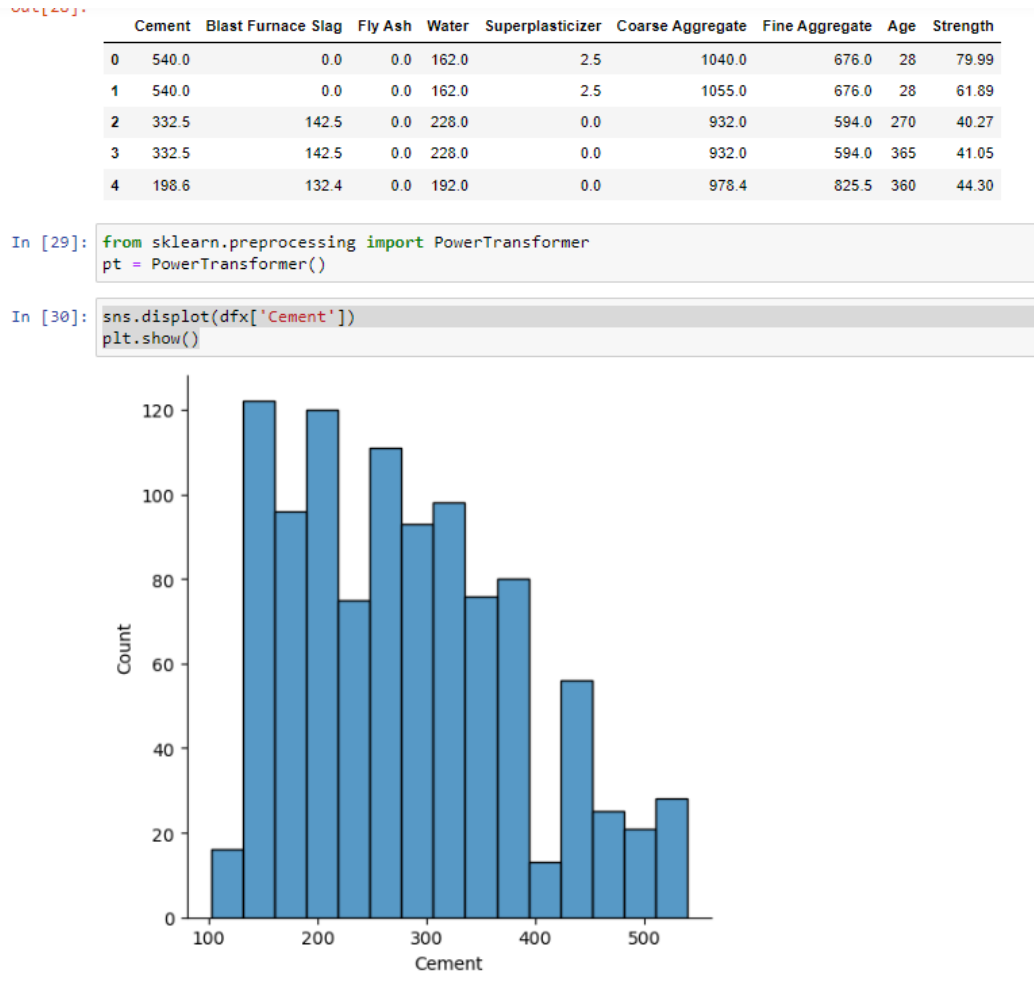 Cement Blast Furnace Slag Fly Ash Water Superplasticizer Coarse Aggregate Fine Aggregate Age Strength
0 540.0 0.0 0.0 162.0 2.5 1040.0 676.0 28 79.99
1 540.0 0.0 0.0 162.0 2.5 1055.0 676.0 28 61.89
2 332.5 142.5 0.0 228.0 0.0 932.0 594.0 270 40.27
3 332.5 142.5 0.0 228.0 0.0 932.0 594.0 365 41.05
4 198.6 132.4 0.0 192.0 0.0 978.4 825.5 360 44.30
In [29]: from sklearn.preprocessing import PowerTransformer
pt = PowerTransformer()
In [30]: sns.displot(dfx['Cement'])
plt.show()
120
100
80
60
40
20
0
Count
100 200 300 400 500
Cement